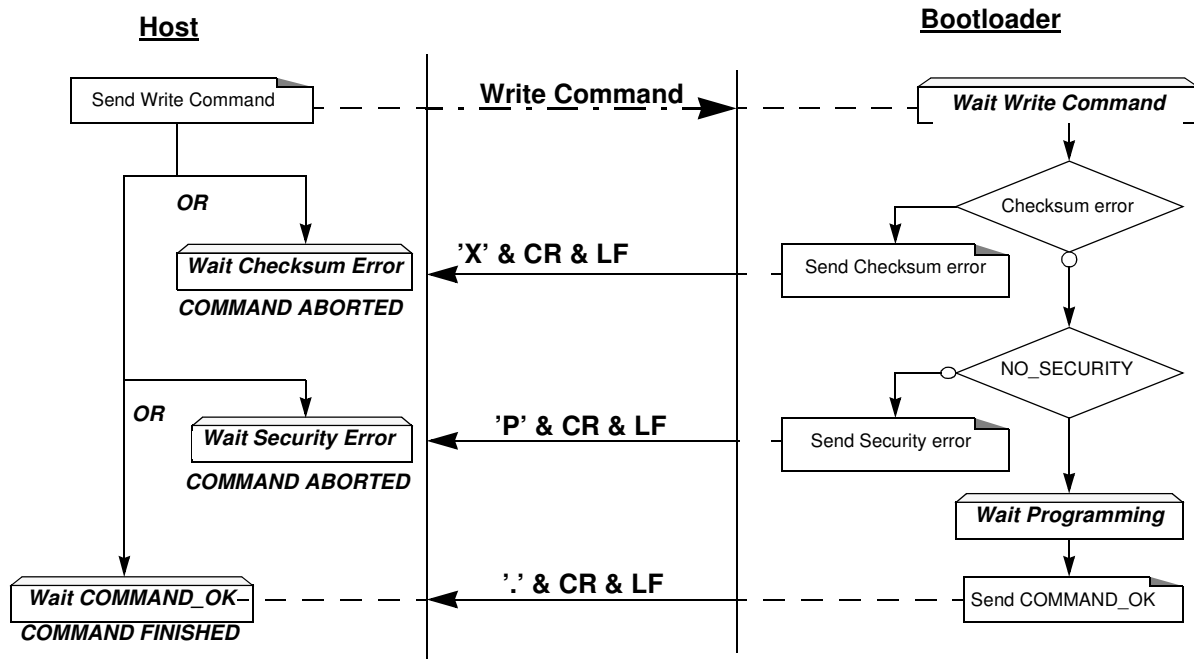 Host
Bootloader
Send Write Command
Write Command
Wait Write Command
OR
Checksum error
Wait Checksum Error
’X’ & CR & LF
Send Checksum error
COMMAND ABORTED
NO_SECURITY
OR
Wait Security Error
’P’ & CR & LF
Send Security error
COMMAND ABORTED
Wait Programming
Wait COMMAND_OK
’.’ & CR & LF
Send COMMAND_OK
COMMAND FINISHED